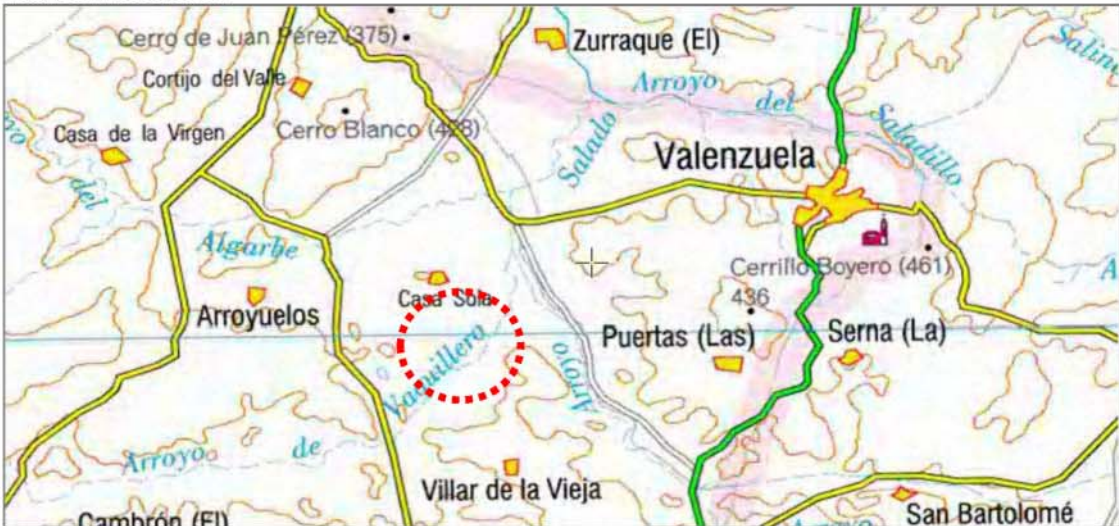 Cerro de Juan Pérez (375)
Zurraque (El)
Cortijo del Valle
Arroyo del Saladillo
Casa de la Virgen
Cerro Blanco (428)
Salado
Valenzuela
del
Algarbe
Cerrillo Boyero (461)
Casa Sola
436
Arroyuelos
Puertas (Las)
Serna (La)
Vaquillero
Arroyo
Arroyo de
Villar de la Vieja
San Bartolomé
Cambrón (El)
Arroyo